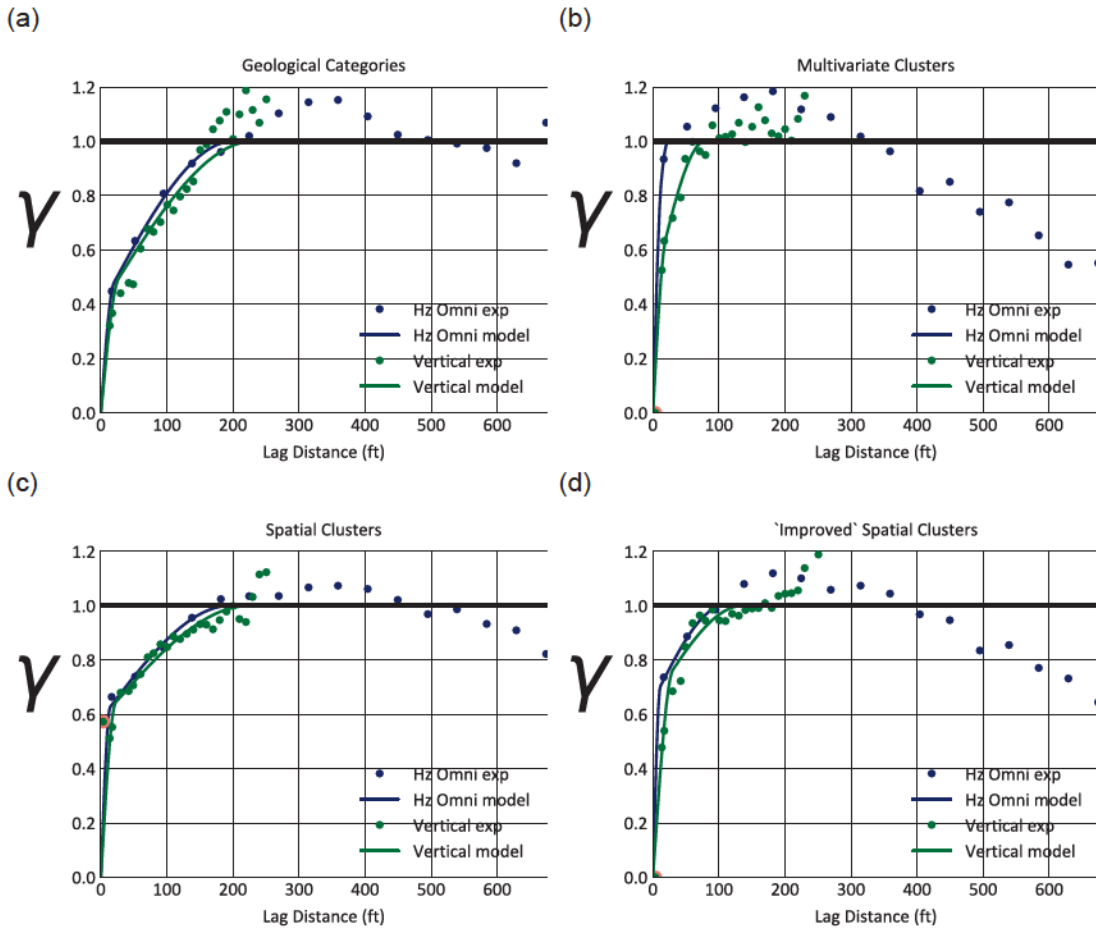 (a)
Geological Categories
1.2
1.0
0.8
0.6
0.4
0.2
0.0
γ
Hz Omni exp
Hz Omni model
Vertical exp
Vertical model
0 100 200 300 400 500 600
Lag Distance (ft)
(b)
Multivariate Clusters
1.2
1.0
0.8
0.6
0.4
0.2
0.0
γ
Hz Omni exp
Hz Omni model
Vertical exp
Vertical model
0 100 200 300 400 500 600
Lag Distance (ft)
(c)
Spatial Clusters
1.2
1.0
0.8
0.6
0.4
0.2
0.0
γ
Hz Omni exp
Hz Omni model
Vertical exp
Vertical model
0 100 200 300 400 500 600
Lag Distance (ft)
(d)
`Improved` Spatial Clusters
1.2
1.0
0.8
0.6
0.4
0.2
0.0
γ
Hz Omni exp
Hz Omni model
Vertical exp
Vertical model
0 100 200 300 400 500 600
Lag Distance (ft)